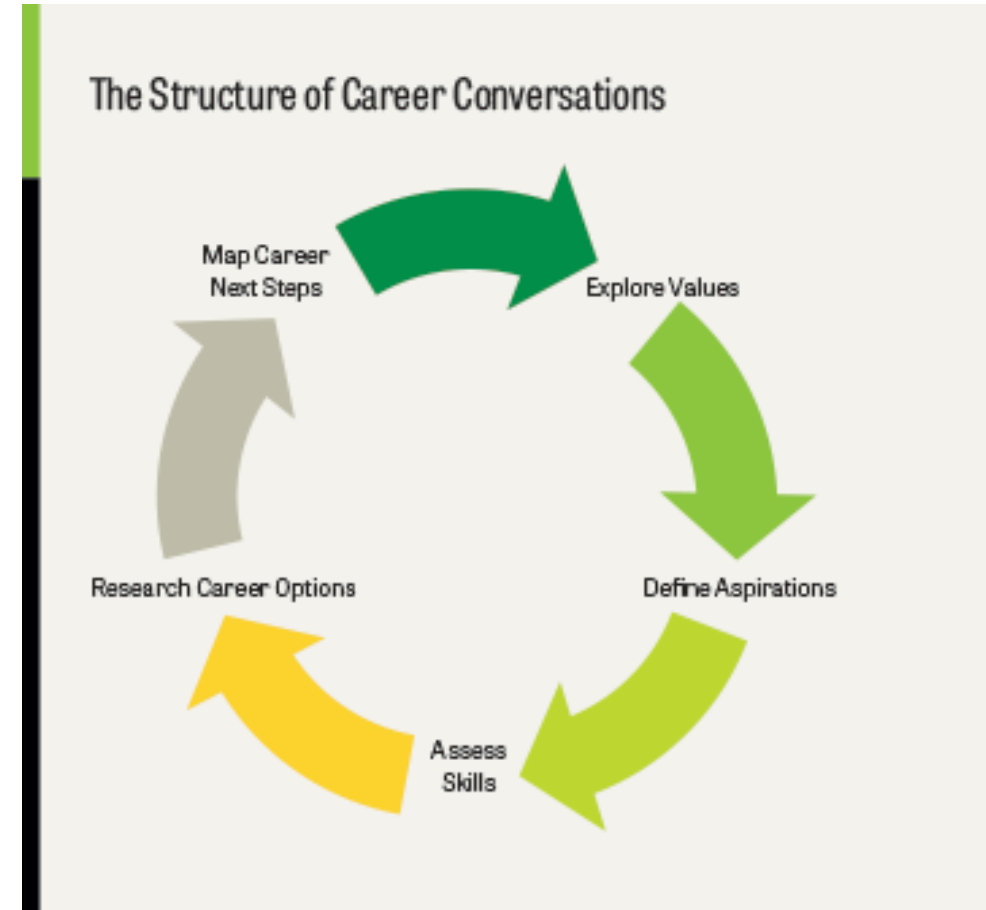 The Structure of Career Conversations
Map Career
Next Steps
Explore Values
Define Aspirations
Assess
Skills
Research Career Options